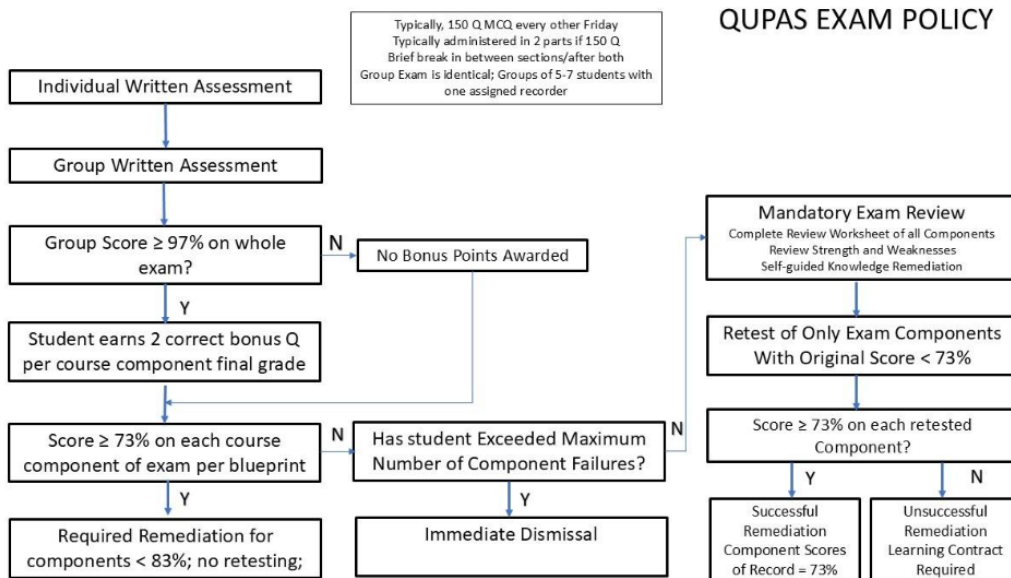 QUPAS EXAM POLICY
Typically, 150 Q MCQ every other Friday
Typically administered in 2 parts if 150 Q
Brief break in between sections/after both
Group Exam is identical; Groups of 5-7 students with
one assigned recorder
Individual Written Assessment
Group Written Assessment
Group Score ≥ 97% on whole
exam?
N
No Bonus Points Awarded
Y
Student earns 2 correct bonus Q
per course component final grade
Score ≥ 73% on each course
component of exam per blueprint
N
Has student Exceeded Maximum
Number of Component Failures?
N
Y
Required Remediation for
components < 83%; no retesting;
Y
Immediate Dismissal
Mandatory Exam Review
Complete Review Worksheet of all Components
Review Strength and Weaknesses
Self-guided Knowledge Remediation
Retest of Only Exam Components
With Original Score < 73%
Score ≥ 73% on each retested
Component?
Y
N
Successful
Remediation
Component Scores
of Record = 73%
Unsuccessful
Remediation
Learning Contract
Required